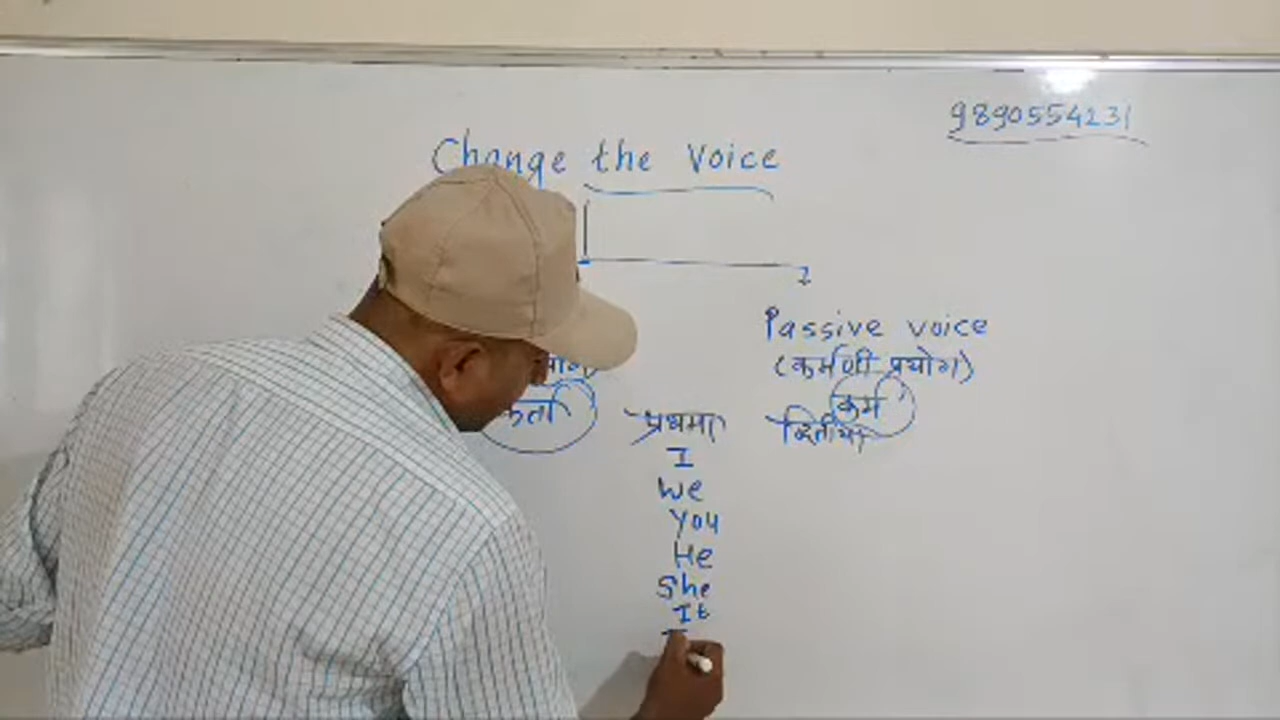 9890554231
Change the Voice
Passive voice
(कर्मणी प्रयोग)
कर्ता
कर्म
प्रथमा
द्वितीया
I
We
You
He
She
It